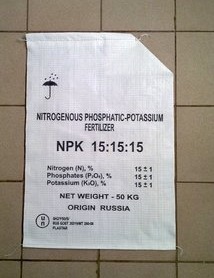 NITROGENOUS PHOSPHATIC-POTASSIUM
FERTILIZER
NPK 15:15:15
Nitrogen (N), % 15±1
Phosphates (P₂O₅), % 15±1
Potassium (K₂O), % 15±1
NET WEIGHT - 50 KG
ORIGIN RUSSIA